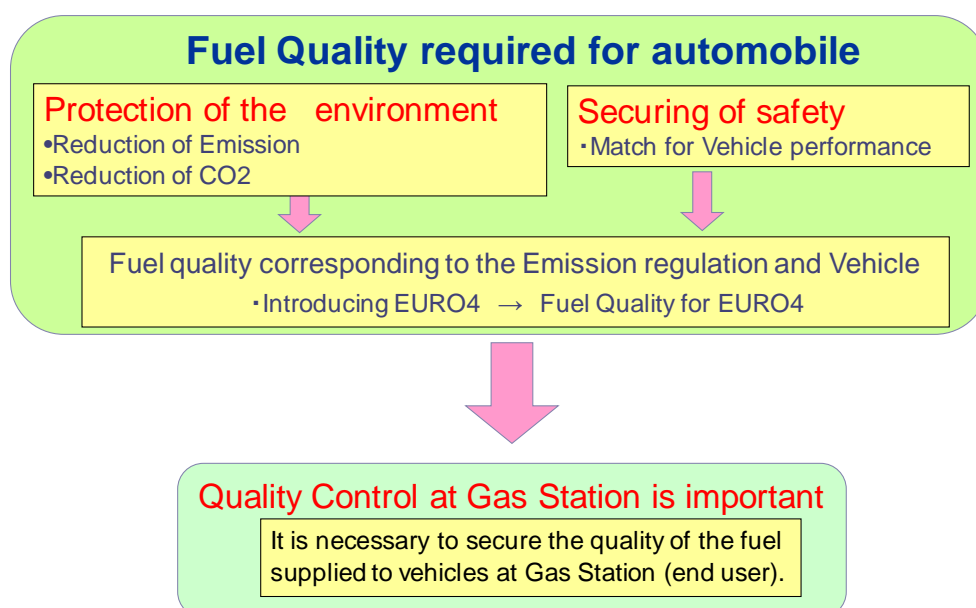 Fuel Quality required for automobile
Protection of the environment
•Reduction of Emission
•Reduction of CO2
Securing of safety
・Match for Vehicle performance
Fuel quality corresponding to the Emission regulation and Vehicle
・Introducing EURO4 → Fuel Quality for EURO4
Quality Control at Gas Station is important
It is necessary to secure the quality of the fuel
supplied to vehicles at Gas Station (end user).